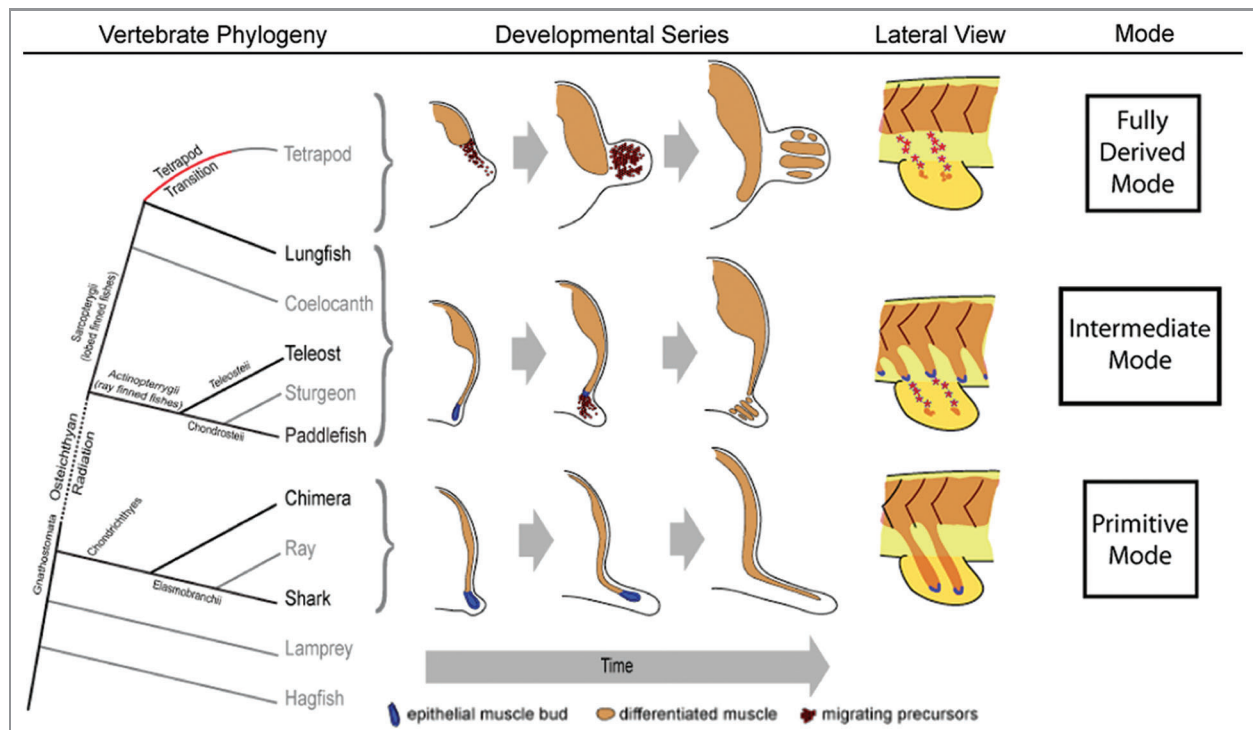 Vertebrate Phylogeny
Developmental Series
Lateral View
Mode
Tetrapod
Transition
Tetrapod
Lungfish
Sarcopterygii
(lobed finned fishes)
Coelocanth
Teleost
Teleosteii
Actinopterrygii
(ray finned fishes)
Sturgeon
Chondrosteii
Paddlefish
Osteichthyan
Radiation
Chimera
Chondrichthyes
Ray
Elasmobranchii
Shark
Gnathostomata
Lamprey
Hagfish
Fully
Derived
Mode
Intermediate
Mode
Primitive
Mode
Time
epithelial muscle bud
differentiated muscle
migrating precursors